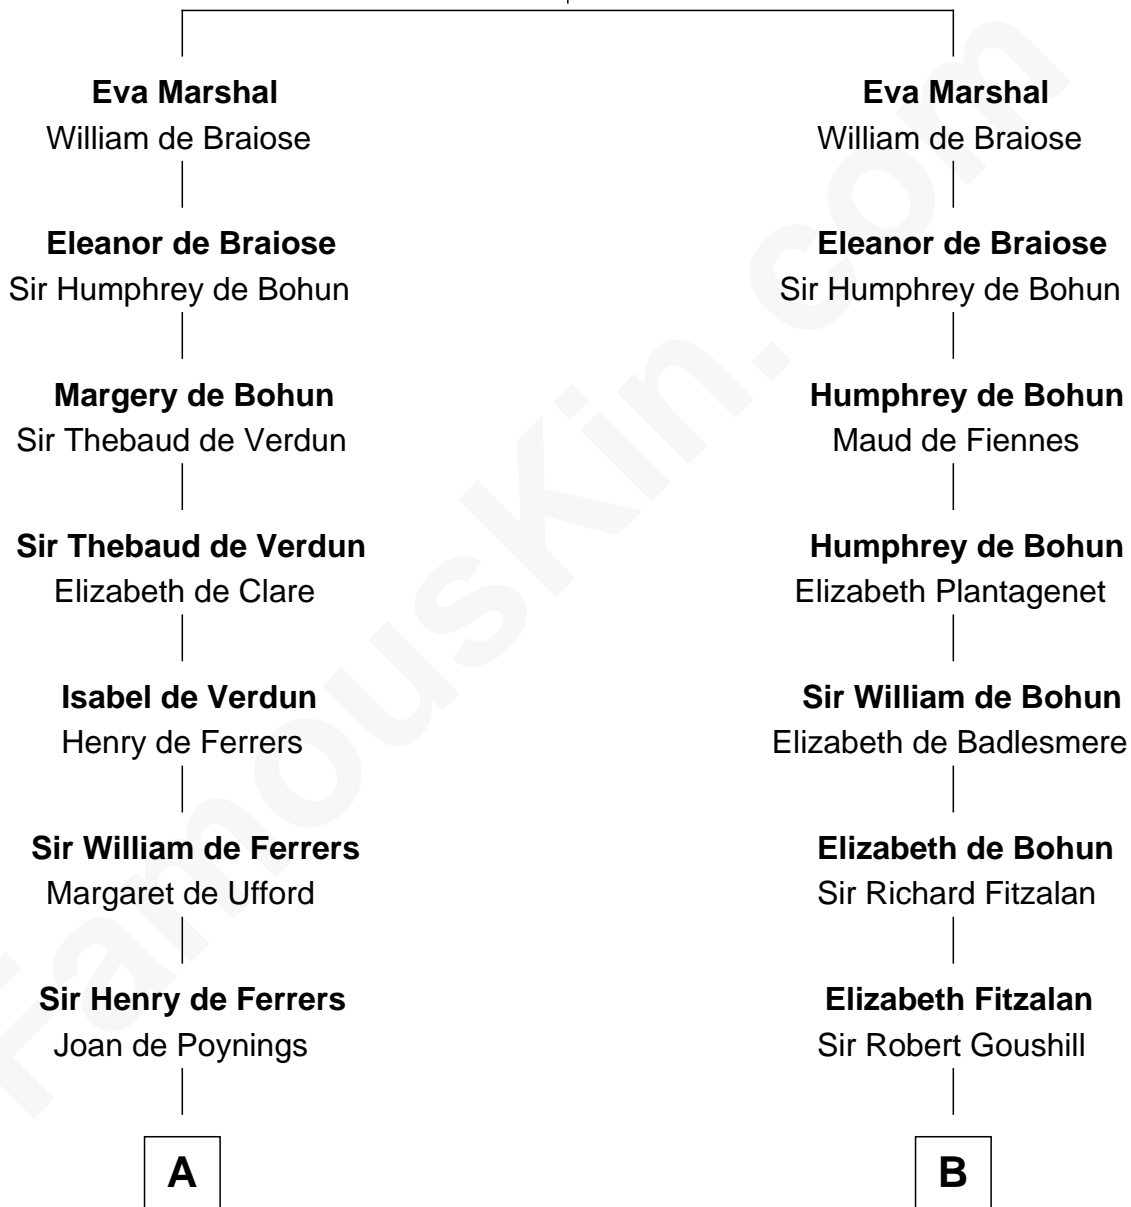 Eva Marshal
William de Braiose
Eleanor de Braiose
Sir Humphrey de Bohun
Margery de Bohun
Sir Thebaud de Verdun
Sir Thebaud de Verdun
Elizabeth de Clare
Isabel de Verdun
Henry de Ferrers
Sir William de Ferrers
Margaret de Ufford
Sir Henry de Ferrers
Joan de Poynings
A
Eva Marshal
William de Braiose
Eleanor de Braiose
Sir Humphrey de Bohun
Humphrey de Bohun
Maud de Fiennes
Humphrey de Bohun
Elizabeth Plantagenet
Sir William de Bohun
Elizabeth de Badlesmere
Elizabeth de Bohun
Sir Richard Fitzalan
Elizabeth Fitzalan
Sir Robert Goushill
B
FamousKin.com